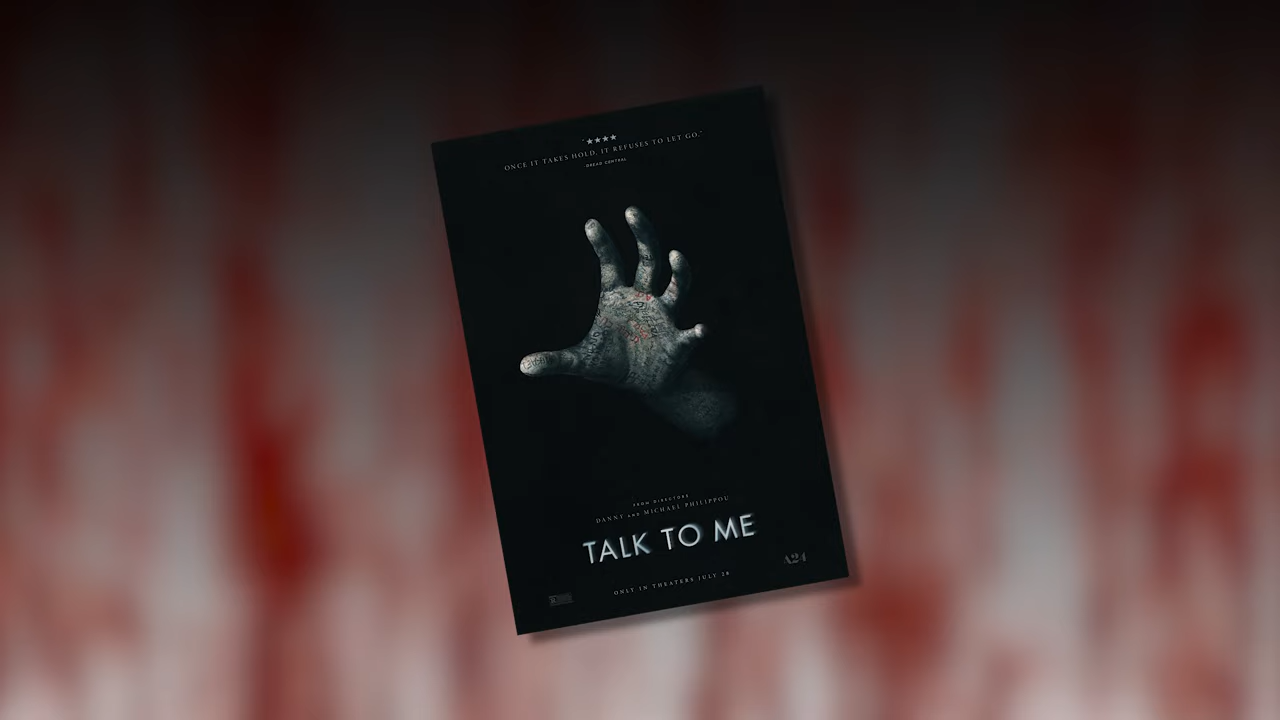 "★★★★
ONCE IT TAKES HOLD, IT REFUSES TO LET GO."
-DREAD CENTRAL
FROM DIRECTORS
DANNY AND MICHAEL PHILIPPOU
TALK TO ME
A24
ONLY IN THEATERS JULY 28